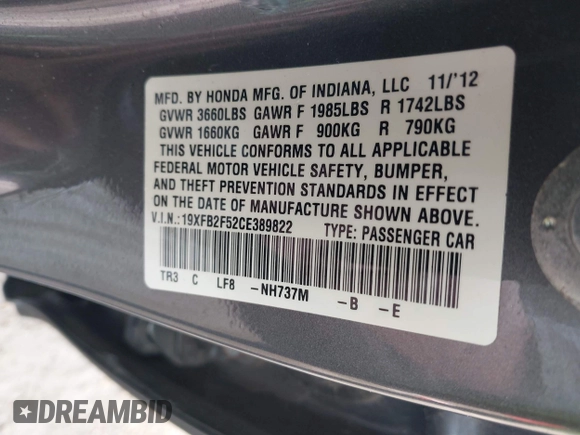 MFD. BY HONDA MFG. OF INDIANA, LLC 11/'12
GVWR 3660LBS GAWR F 1985LBS R 1742LBS
GVWR 1660KG GAWR F 900KG R 790KG
THIS VEHICLE CONFORMS TO ALL APPLICABLE
FEDERAL MOTOR VEHICLE SAFETY, BUMPER,
AND THEFT PREVENTION STANDARDS IN EFFECT
ON THE DATE OF MANUFACTURE SHOWN ABOVE.
V.I.N.:19XFB2F52CE389822 TYPE: PASSENGER CAR
TR3 C LF8 -NH737M -B -E
DREAMBID